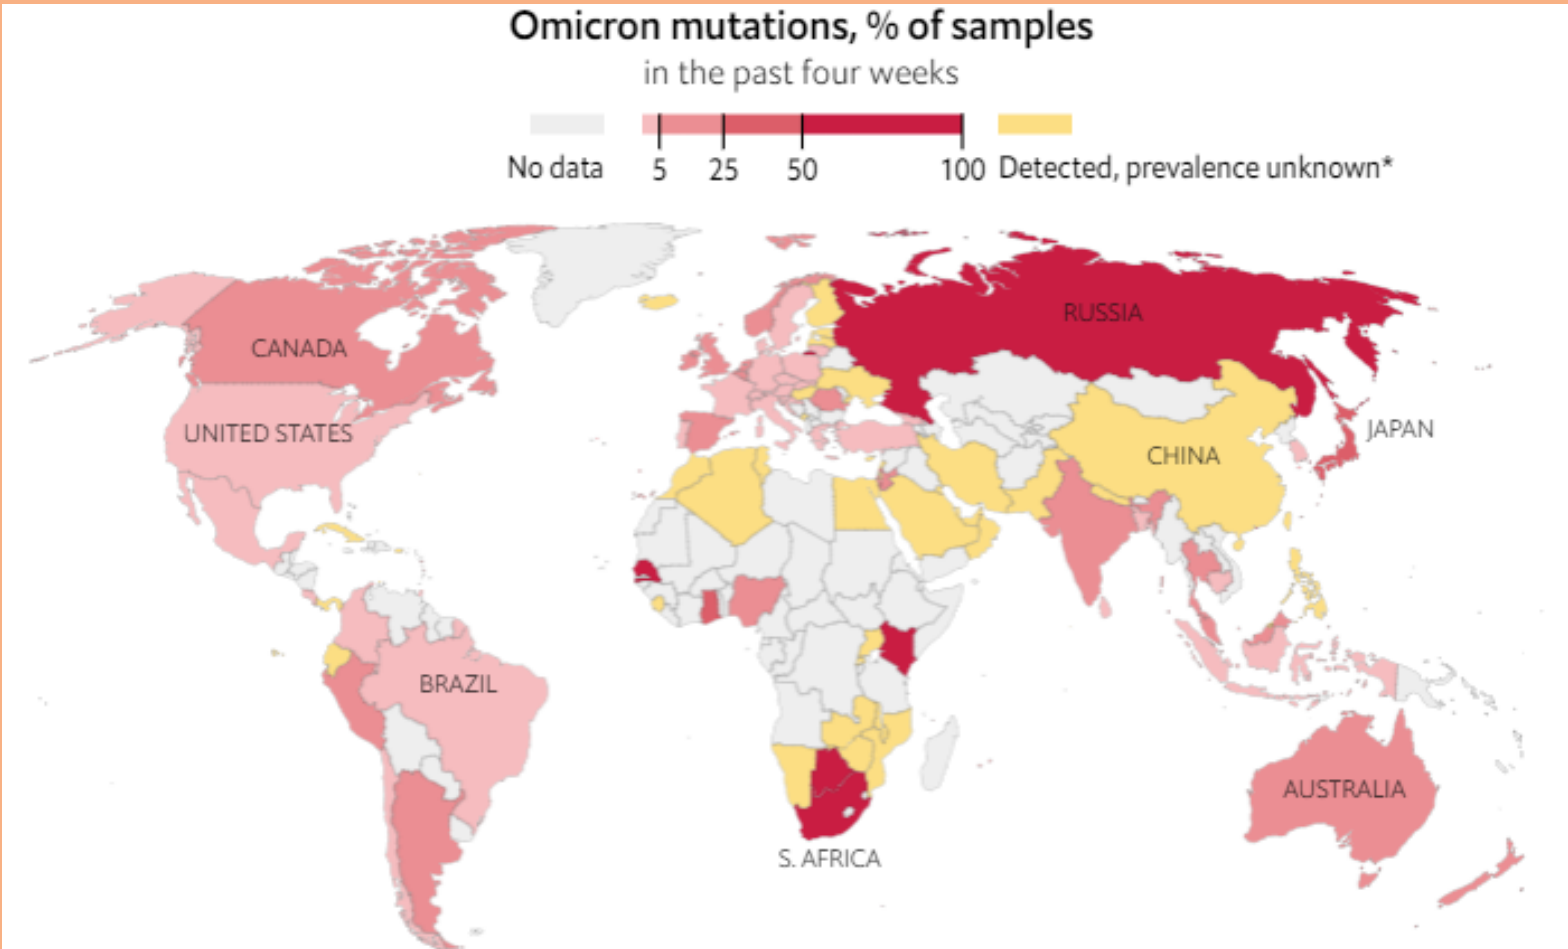 Omicron mutations, % of samples
in the past four weeks
No data 5 25 50 100 Detected, prevalence unknown*
RUSSIA
CANADA
JAPAN
UNITED STATES
CHINA
BRAZIL
AUSTRALIA
S. AFRICA